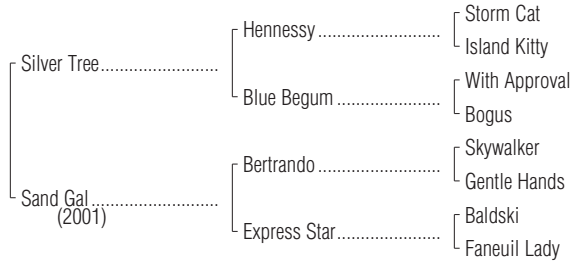 Silver Tree
Hennessy
Storm Cat
Island Kitty
Blue Begum
With Approval
Bogus
Sand Gal
(2001)
Bertrando
Skywalker
Gentle Hands
Express Star
Baldski
Faneuil Lady